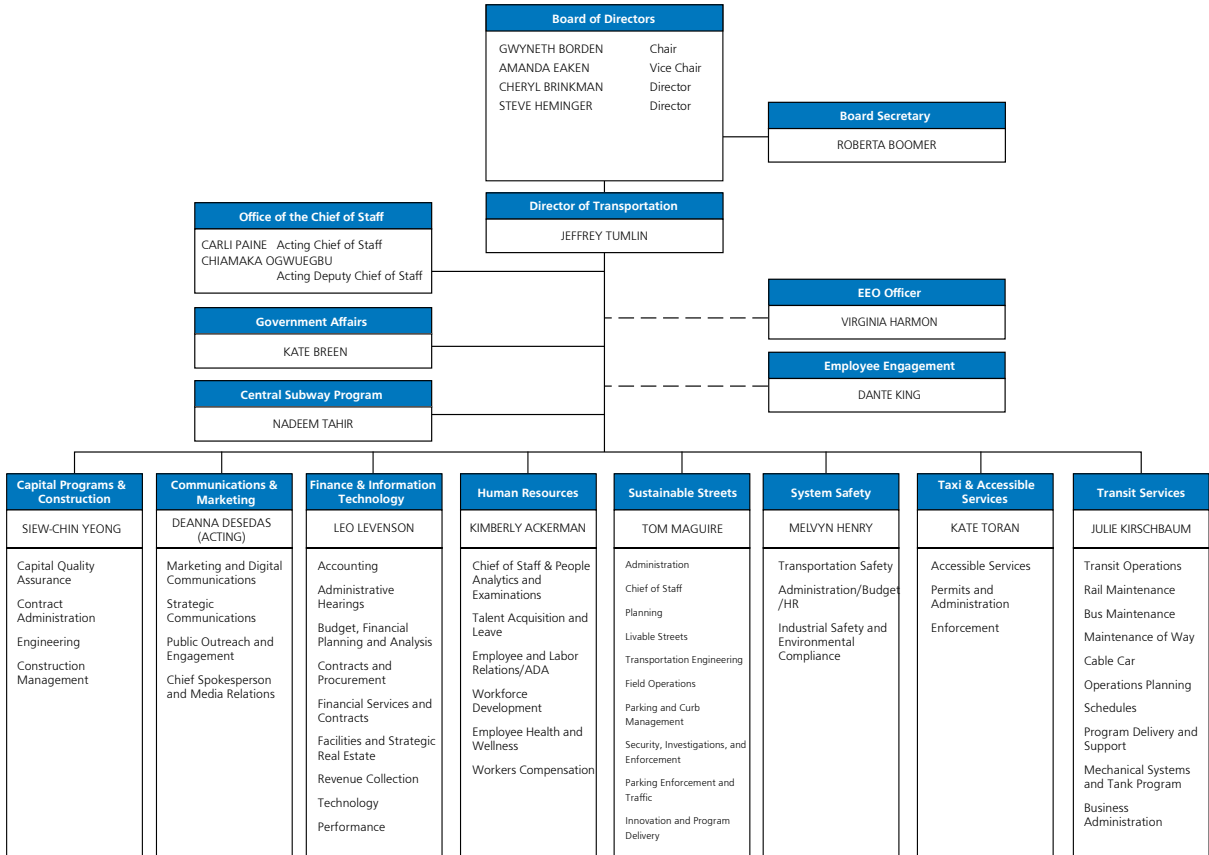 Board of Directors
GWYNETH BORDEN Chair
AMANDA EAKEN Vice Chair
CHERYL BRINKMAN Director
STEVE HEMINGER Director
Board Secretary
ROBERTA BOOMER
Director of Transportation
JEFFREY TUMLIN
Office of the Chief of Staff
CARLI PAINE Acting Chief of Staff
CHIAMAKA OGWUEGBU
Acting Deputy Chief of Staff
EEO Officer
VIRGINIA HARMON
Government Affairs
KATE BREEN
Employee Engagement
DANTE KING
Central Subway Program
NADEEM TAHIR
Capital Programs &
Construction
SIEW-CHIN YEONG
Capital Quality
Assurance
Contract
Administration
Engineering
Construction
Management
Communications &
Marketing
DEANNA DESEDAS
(ACTING)
Marketing and Digital
Communications
Strategic
Communications
Public Outreach and
Engagement
Chief Spokesperson
and Media Relations
Finance & Information
Technology
LEO LEVENSON
Accounting
Administrative
Hearings
Budget, Financial
Planning and Analysis
Contracts and
Procurement
Financial Services and
Contracts
Facilities and Strategic
Real Estate
Revenue Collection
Technology
Performance
Human Resources
KIMBERLY ACKERMAN
Chief of Staff & People
Analytics and
Examinations
Talent Acquisition and
Leave
Employee and Labor
Relations/ADA
Workforce
Development
Employee Health and
Wellness
Workers Compensation
Sustainable Streets
TOM MAGUIRE
Administration
Chief of Staff
Planning
Livable Streets
Transportation Engineering
Field Operations
Parking and Curb
Management
Security, Investigations, and
Enforcement
Parking Enforcement and
Traffic
Innovation and Program
Delivery
System Safety
MELVYN HENRY
Transportation Safety
Administration/Budget
/HR
Industrial Safety and
Environmental
Compliance
Taxi & Accessible
Services
KATE TORAN
Accessible Services
Permits and
Administration
Enforcement
Transit Services
JULIE KIRSCHBAUM
Transit Operations
Rail Maintenance
Bus Maintenance
Maintenance of Way
Cable Car
Operations Planning
Schedules
Program Delivery and
Support
Mechanical Systems
and Tank Program
Business
Administration